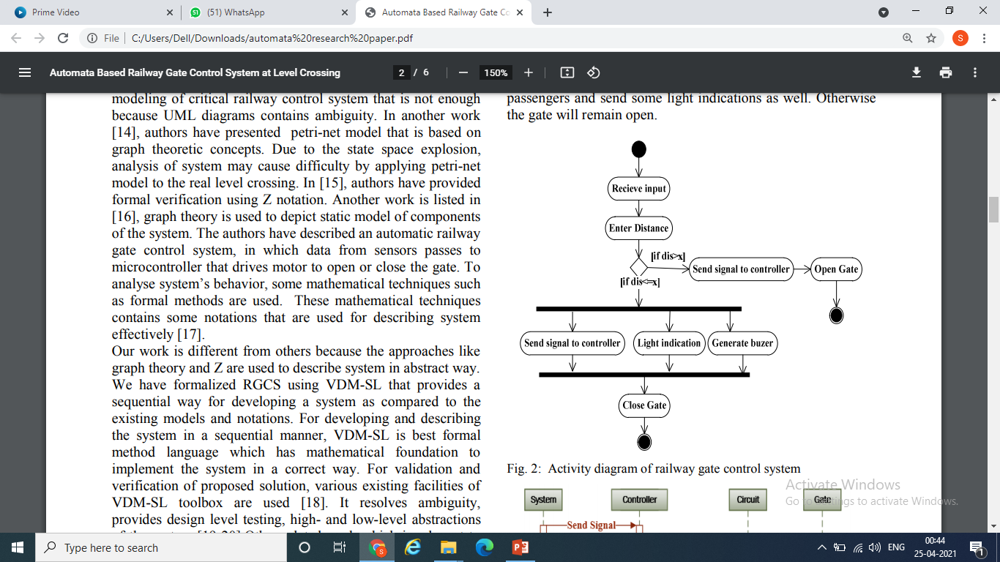 Prime Video
(51) WhatsApp
Automata Based Railway Gate Co
File
C:/Users/Dell/Downloads/automata%20research%20paper.pdf
S
Automata Based Railway Gate Control System at Level Crossing
2 / 6
150%
modeling of critical railway control system that is not enough
because UML diagrams contains ambiguity. In another work
[14], authors have presented petri-net model that is based on
graph theoretic concepts. Due to the state space explosion,
analysis of system may cause difficulty by applying petri-net
model to the real level crossing. In [15], authors have provided
formal verification using Z notation. Another work is listed in
[16], graph theory is used to depict static model of components
of the system. The authors have described an automatic railway
gate control system, in which data from sensors passes to
microcontroller that drives motor to open or close the gate. To
analyse system's behavior, some mathematical techniques such
as formal methods are used. These mathematical techniques
contains some notations that are used for describing system
effectively [17].
Our work is different from others because the approaches like
graph theory and Z are used to describe system in abstract way.
We have formalized RGCS using VDM-SL that provides a
sequential way for developing a system as compared to the
existing models and notations. For developing and describing
the system in a sequential manner, VDM-SL is best formal
method language which has mathematical foundation to
implement the system in a correct way. For validation and
verification of proposed solution, various existing facilities of
VDM-SL toolbox are used [18]. It resolves ambiguity,
provides design level testing, high- and low-level abstractions
passengers and send some light indications as well. Otherwise
the gate will remain open.
Recieve input
Enter Distance
[if dis>x]
Send signal to controller
Open Gate
[if dis<=x]
Send signal to controller
Light indication
Generate buzer
Close Gate
Fig. 2: Activity diagram of railway gate control system
System
Controller
Circuit
Gate
Send Signal
Activate Windows
Go to Settings to activate Windows.
Type here to search
ENG
00:44
25-04-2021
1